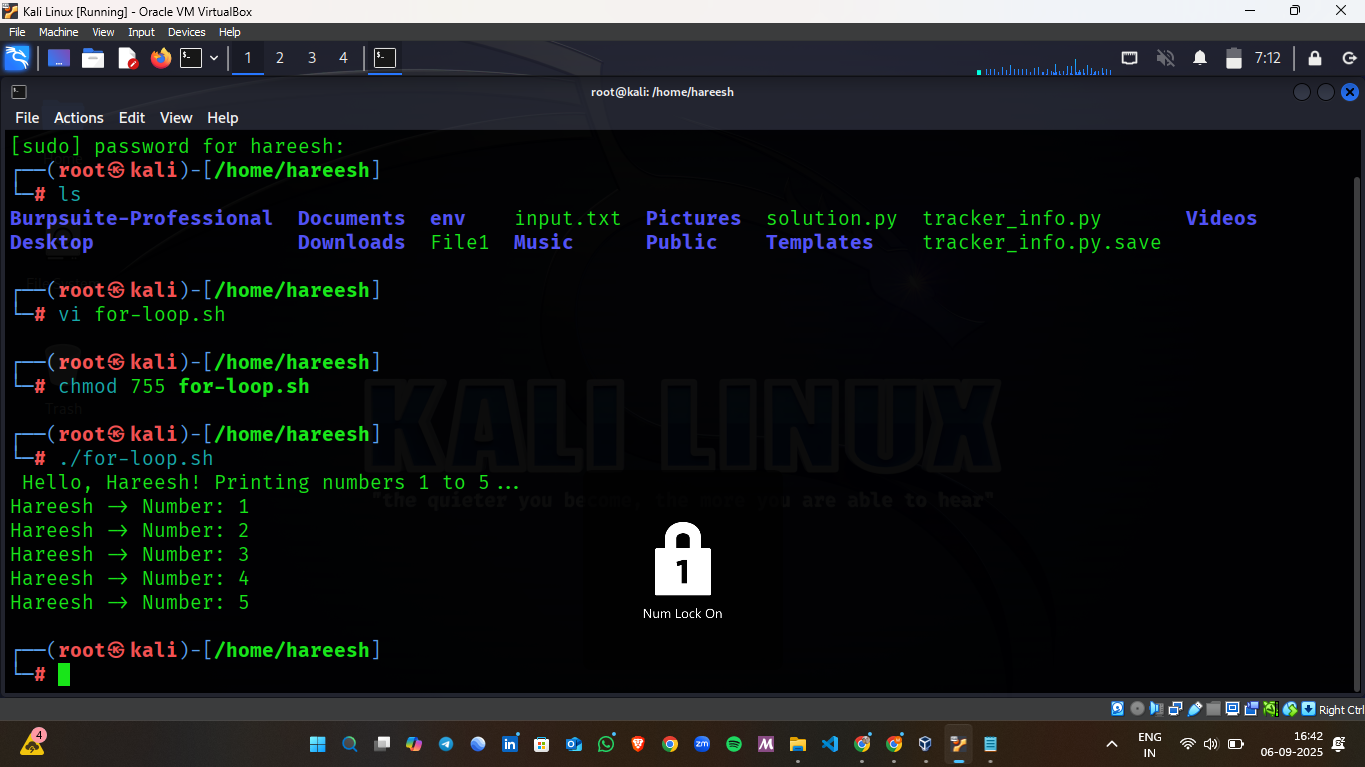 Kali Linux [Running] - Oracle VM VirtualBox
File Machine View Input Devices Help
1 2 3 4 7:12
root@kali: /home/hareesh
File Actions Edit View Help
[sudo] password for hareesh:
┌──(root㉿kali)-[/home/hareesh]
└─# ls
Burpsuite-Professional Documents env input.txt Pictures solution.py tracker_info.py Videos
Desktop Downloads File1 Music Public Templates tracker_info.py.save
┌──(root㉿kali)-[/home/hareesh]
└─# vi for-loop.sh
┌──(root㉿kali)-[/home/hareesh]
└─# chmod 755 for-loop.sh
Trash
┌──(root㉿kali)-[/home/hareesh]
└─# ./for-loop.sh
KALI LINUX
"the quieter you become, the more you are able to hear"
Hello, Hareesh! Printing numbers 1 to 5...
Hareesh → Number: 1
Hareesh → Number: 2
Hareesh → Number: 3
Hareesh → Number: 4
Hareesh → Number: 5
1
Num Lock On
┌──(root㉿kali)-[/home/hareesh]
└─#
Right Ctrl
4
ENG
IN
16:42
06-09-2025